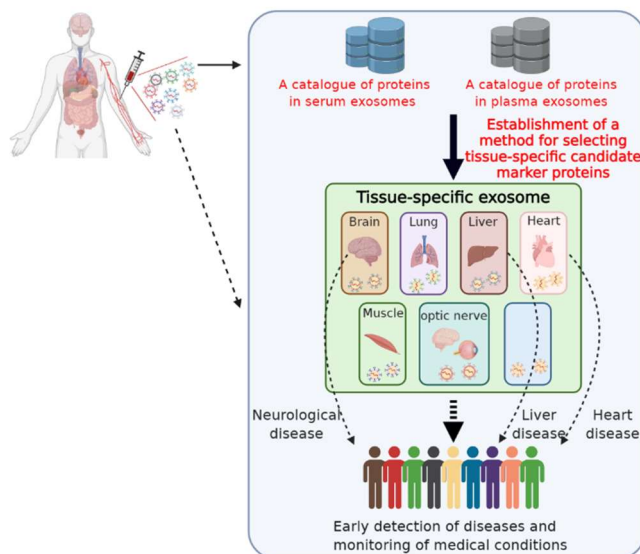 A catalogue of proteins
in serum exosomes
A catalogue of proteins
in plasma exosomes
Establishment of a
method for selecting
tissue-specific candidate
marker proteins
Tissue-specific exosome
Brain
Lung
Liver
Heart
Muscle
optic nerve
Neurological
disease
Liver
disease
Heart
disease
Early detection of diseases and
monitoring of medical conditions